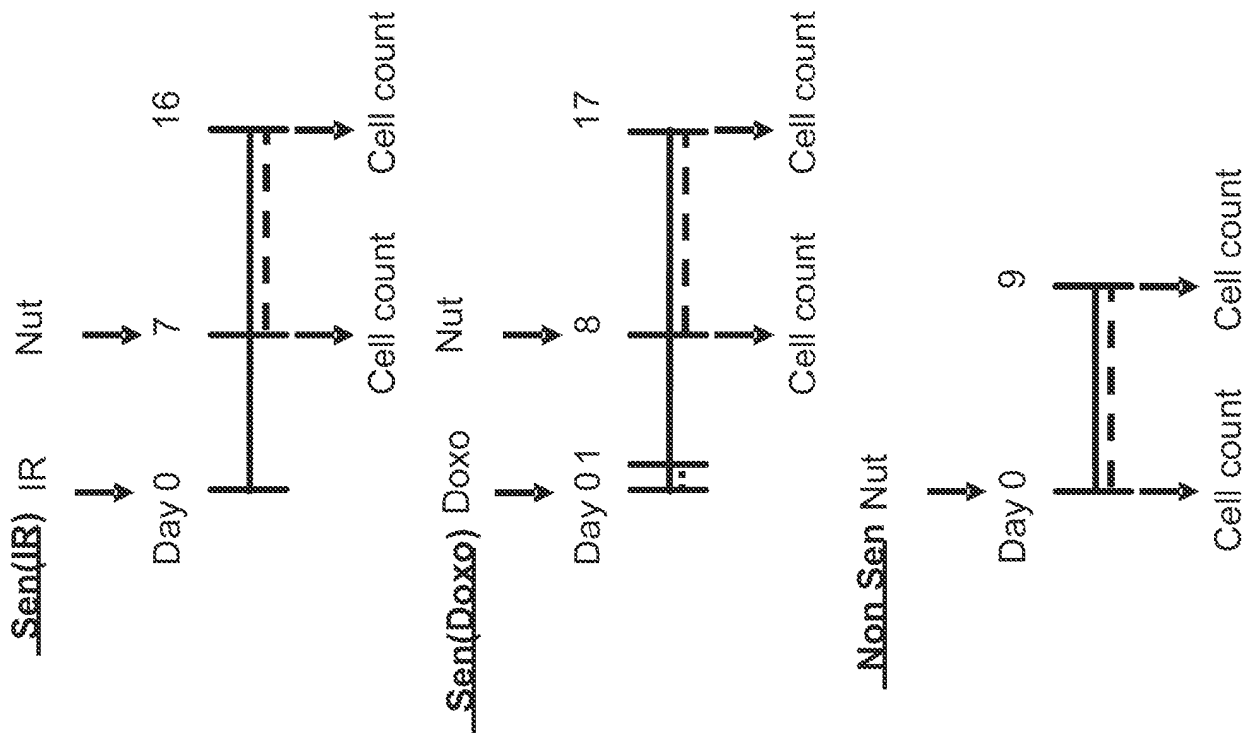 Sen(IR) IR Nut
Day 0 7 16
Cell count Cell count
Sen(Doxo) Doxo Nut
Day 0 1 8 17
Cell count Cell count
Non Sen Nut
Day 0 9
Cell count Cell count